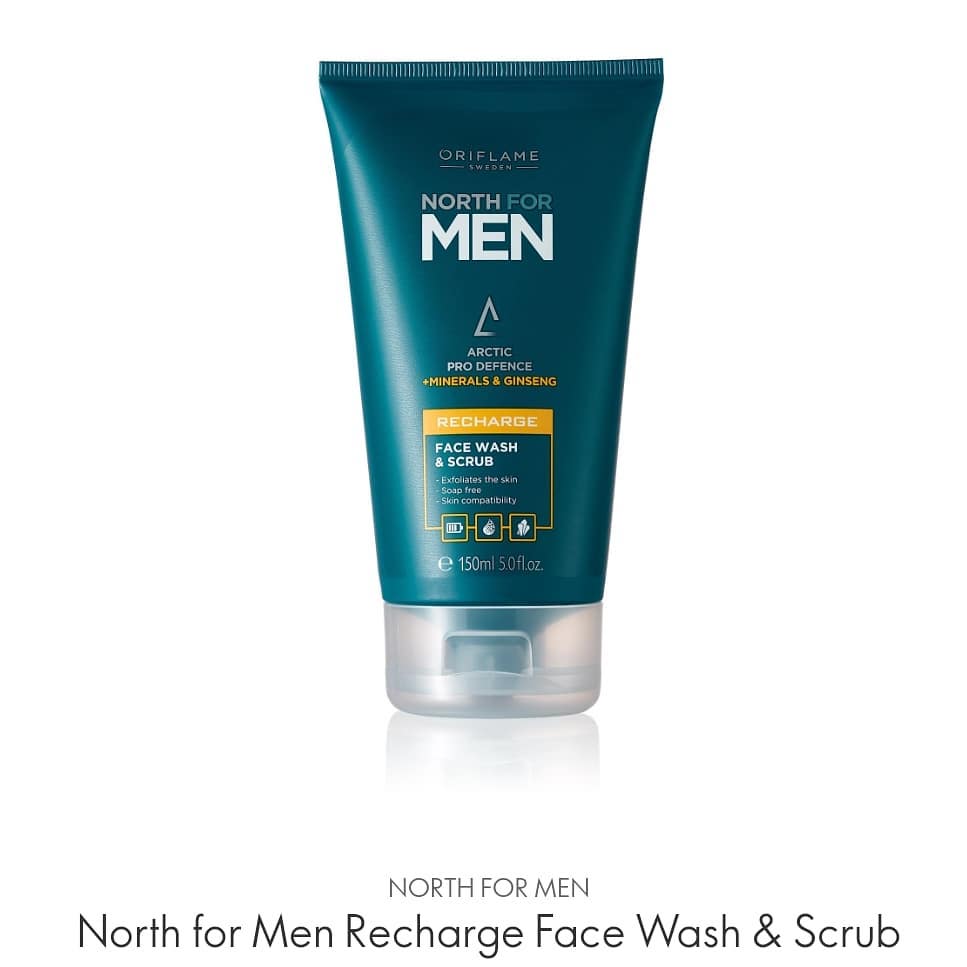 ORIFLAME
SWEDEN
NORTH FOR
MEN
ARCTIC
PRO DEFENCE
+MINERALS & GINSENG
RECHARGE
FACE WASH
& SCRUB
- Exfoliates the skin
- Soap free
- Skin compatibility
℮ 150ml 5.0fl.oz.
NORTH FOR MEN
North for Men Recharge Face Wash & Scrub